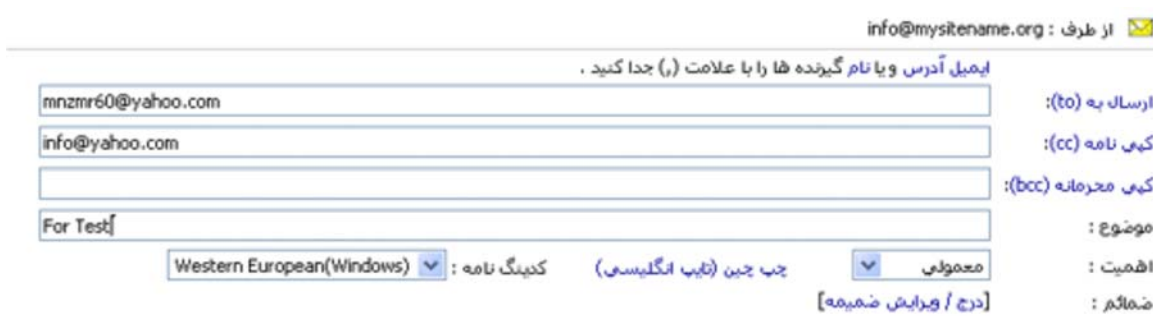 از طرف : info@mysitename.org
ایمیل آدرس و یا نام گیرنده ها را با علامت (,) جدا کنید .
ارسال به (to): mnzmr60@yahoo.com
کپی نامه (cc): info@yahoo.com
کپی محرمانه (bcc):
موضوع : For Test
اهمیت : معمولی چپ چین (تایپ انگلیسی) کدینگ نامه : Western European(Windows)
ضمائم : [درج / ویرایش ضمیمه]